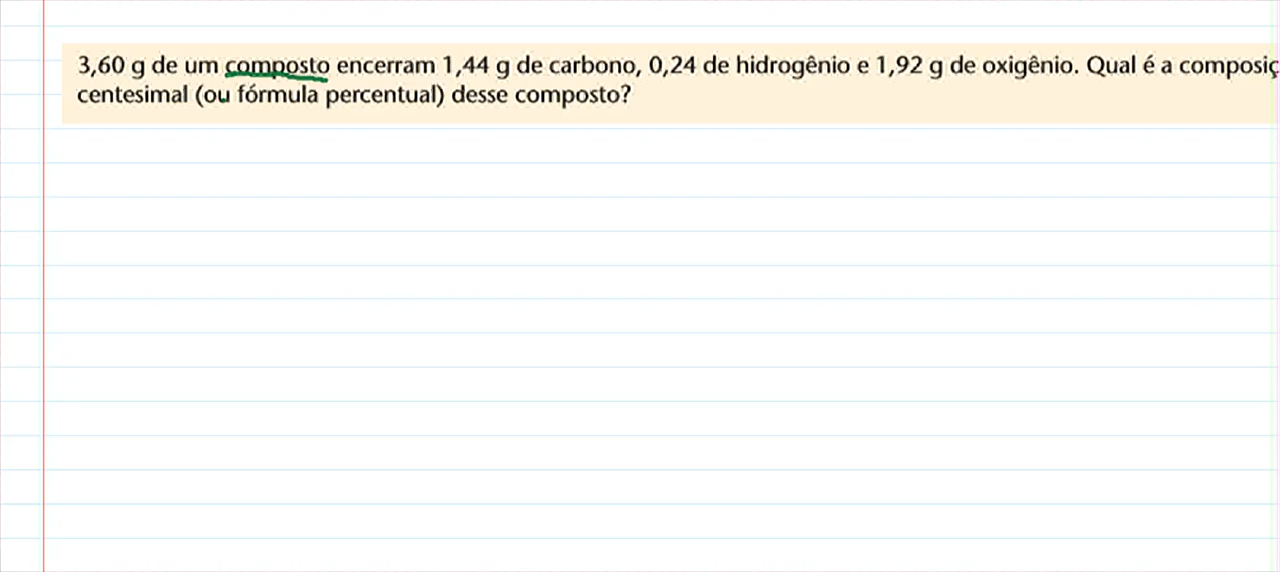 3,60 g de um composto encerram 1,44 g de carbono, 0,24 de hidrogênio e 1,92 g de oxigênio. Qual é a composiç
centesimal (ou fórmula percentual) desse composto?